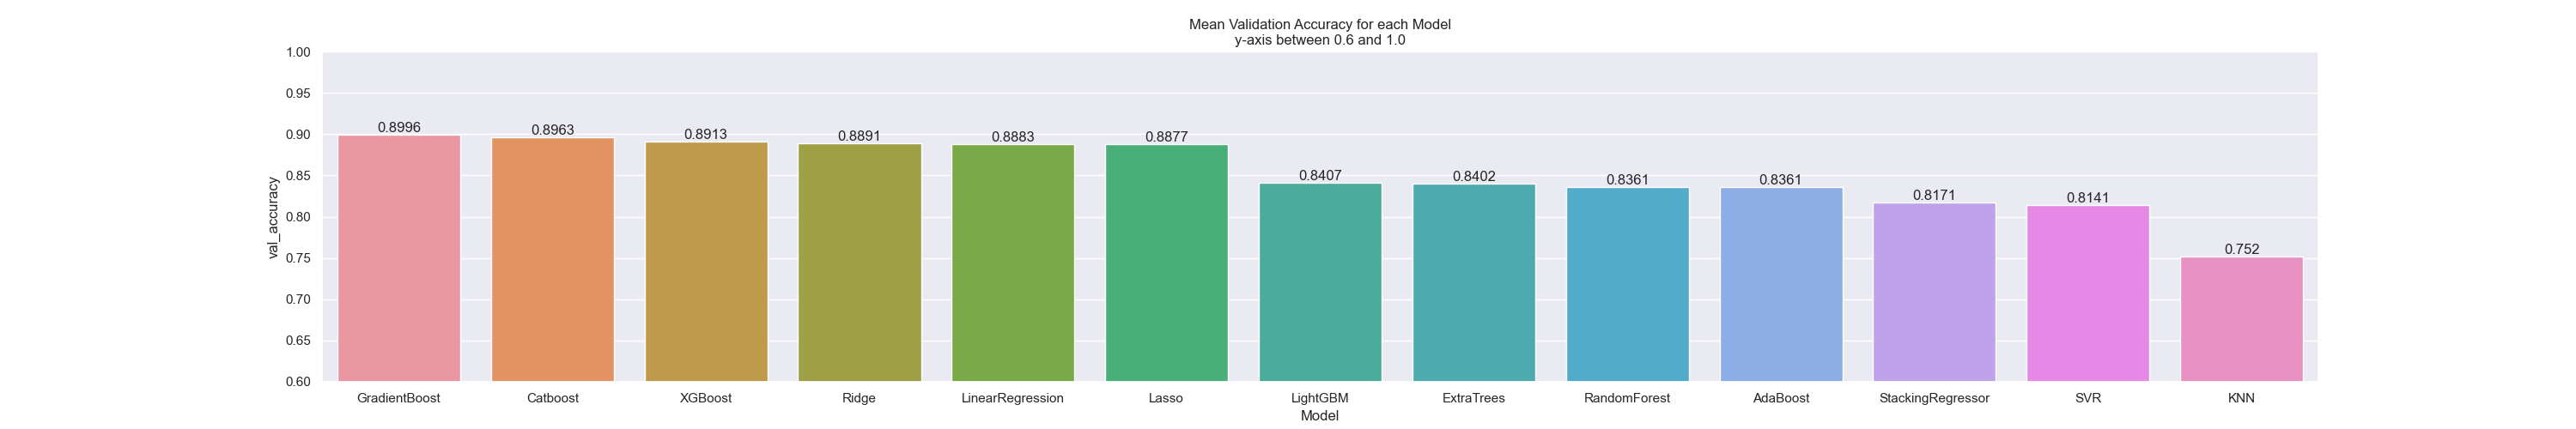 Mean Validation Accuracy for each Model
y-axis between 0.6 and 1.0
1.00
0.95
0.90
0.85
0.80
0.75
0.70
0.65
0.60
val_accuracy
0.8996
0.8963
0.8913
0.8891
0.8883
0.8877
0.8407
0.8402
0.8361
0.8361
0.8171
0.8141
0.752
GradientBoost
Catboost
XGBoost
Ridge
LinearRegression
Lasso
LightGBM
ExtraTrees
RandomForest
AdaBoost
StackingRegressor
SVR
KNN
Model